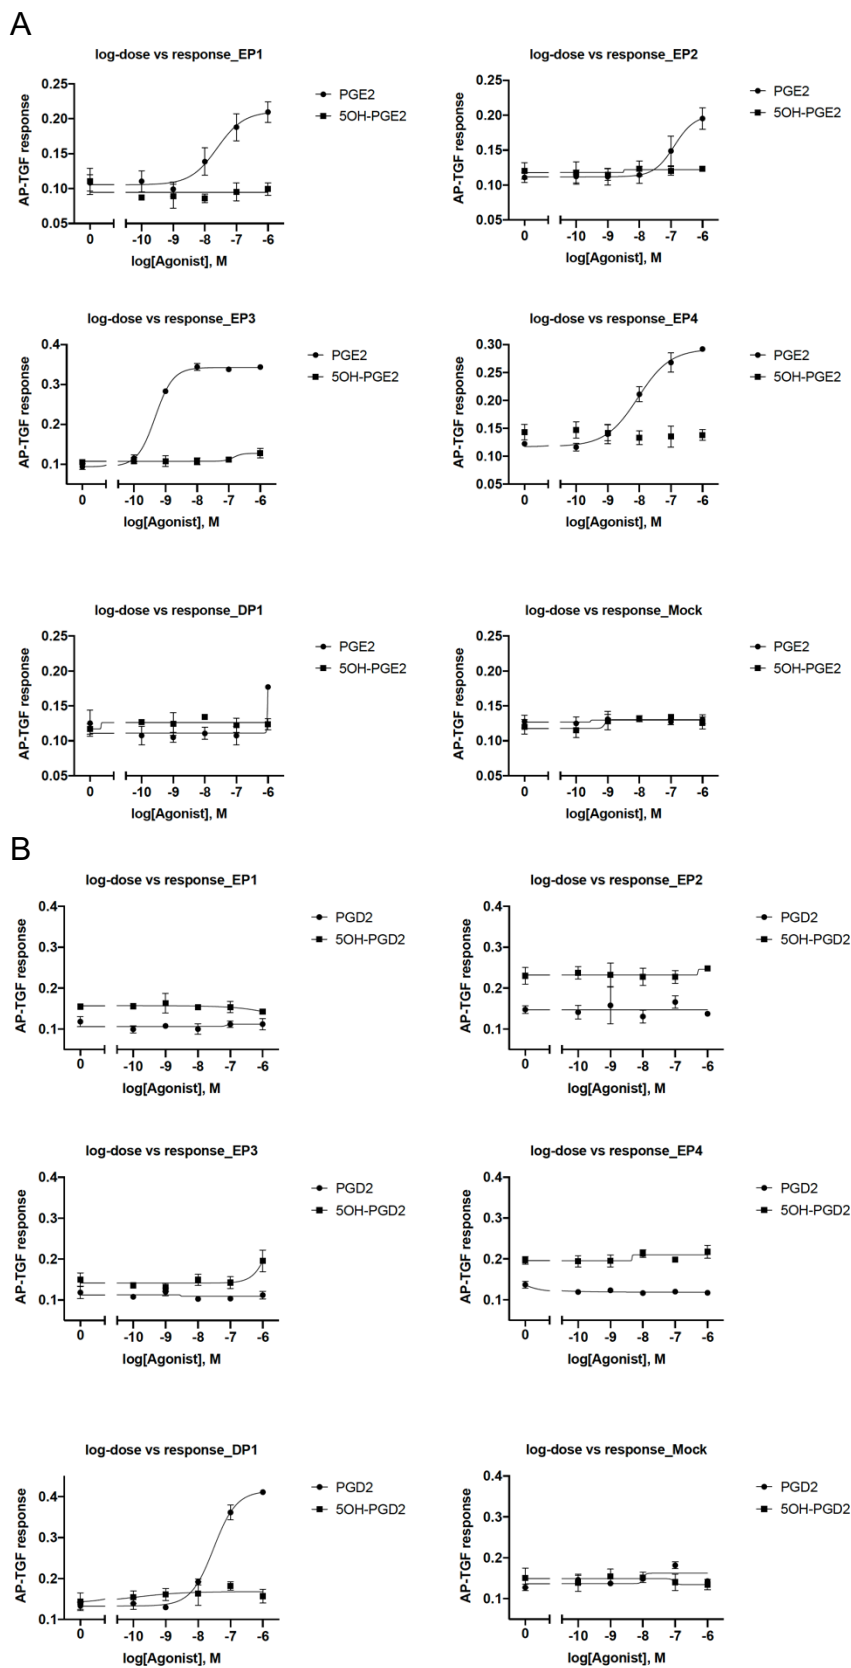 A
log-dose vs response_EP1
AP-TGF response
0.25
0.20
0.15
0.10
0.05
0 -10 -9 -8 -7 -6
log[Agonist], M
PGE2
5OH-PGE2
log-dose vs response_EP2
AP-TGF response
0.25
0.20
0.15
0.10
0.05
0 -10 -9 -8 -7 -6
log[Agonist], M
PGE2
5OH-PGE2
log-dose vs response_EP3
AP-TGF response
0.4
0.3
0.2
0.1
0 -10 -9 -8 -7 -6
log[Agonist], M
PGE2
5OH-PGE2
log-dose vs response_EP4
AP-TGF response
0.30
0.25
0.20
0.15
0.10
0.05
0 -10 -9 -8 -7 -6
log[Agonist], M
PGE2
5OH-PGE2
log-dose vs response_DP1
AP-TGF response
0.25
0.20
0.15
0.10
0.05
0 -10 -9 -8 -7 -6
log[Agonist], M
PGE2
5OH-PGE2
log-dose vs response_Mock
AP-TGF response
0.25
0.20
0.15
0.10
0.05
0 -10 -9 -8 -7 -6
log[Agonist], M
PGE2
5OH-PGE2
B
log-dose vs response_EP1
AP-TGF response
0.4
0.3
0.2
0.1
0 -10 -9 -8 -7 -6
log[Agonist], M
PGD2
5OH-PGD2
log-dose vs response_EP2
AP-TGF response
0.4
0.3
0.2
0.1
0 -10 -9 -8 -7 -6
log[Agonist], M
PGD2
5OH-PGD2
log-dose vs response_EP3
AP-TGF response
0.4
0.3
0.2
0.1
0 -10 -9 -8 -7 -6
log[Agonist], M
PGD2
5OH-PGD2
log-dose vs response_EP4
AP-TGF response
0.4
0.3
0.2
0.1
0 -10 -9 -8 -7 -6
log[Agonist], M
PGD2
5OH-PGD2
log-dose vs response_DP1
AP-TGF response
0.4
0.3
0.2
0.1
0 -10 -9 -8 -7 -6
log[Agonist], M
PGD2
5OH-PGD2
log-dose vs response_Mock
AP-TGF response
0.4
0.3
0.2
0.1
0 -10 -9 -8 -7 -6
log[Agonist], M
PGD2
5OH-PGD2